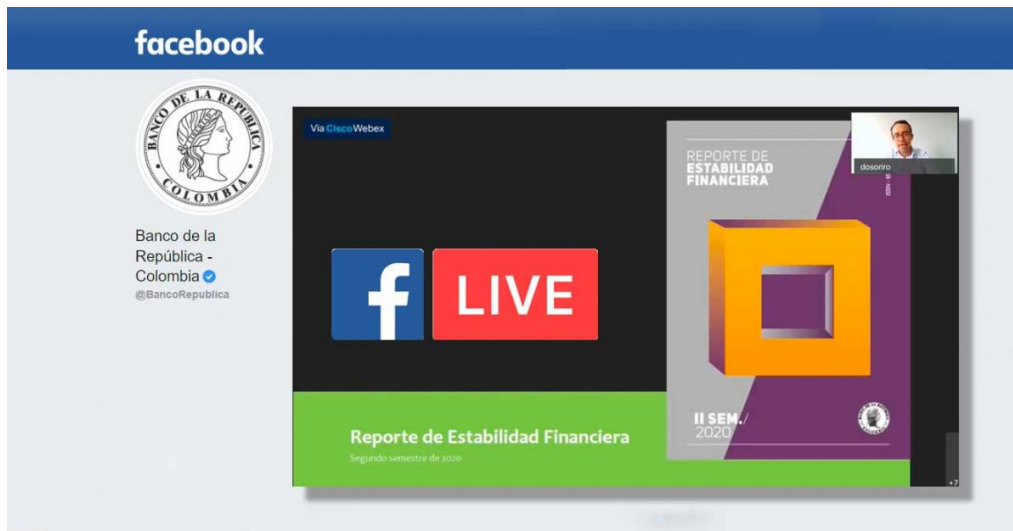 facebook
BANCO DE LA REPUBLICA
COLOMBIA
Banco de la
República -
Colombia
@BancoRepublica
Via CiscoWebex
f LIVE
REPORTE DE
ESTABILIDAD
FINANCIERA
dosoriro
II SEM./
2020
Reporte de Estabilidad Financiera
Segundo semestre de 2020
+7